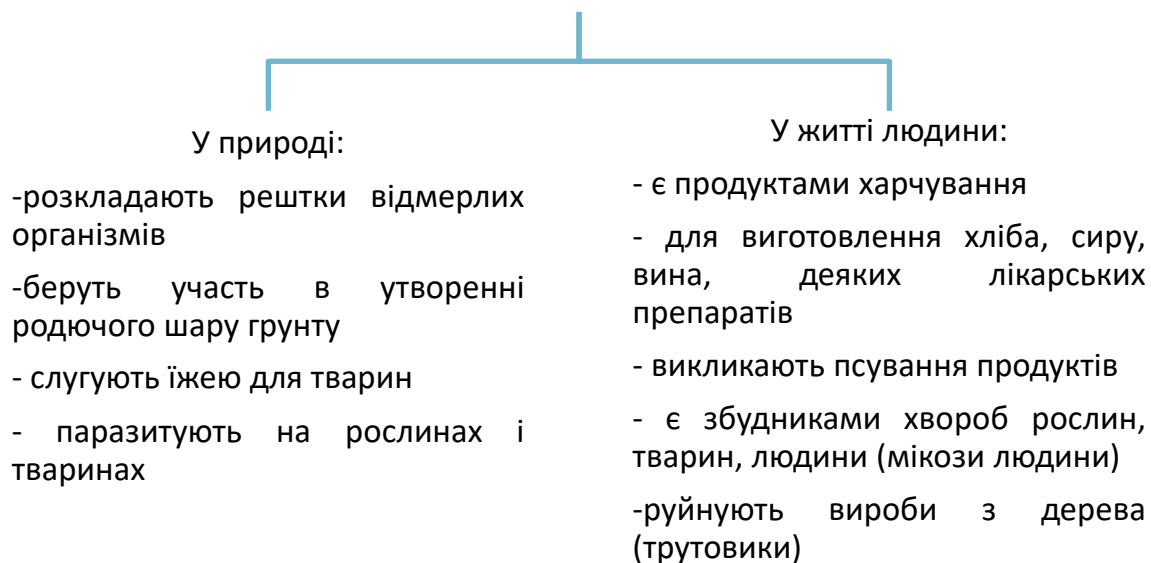 У природі:
-розкладають рештки відмерлих
організмів
-беруть участь в утворенні
родючого шару грунту
- слугують їжею для тварин
- паразитують на рослинах і
тваринах
У житті людини:
- є продуктами харчування
- для виготовлення хліба, сиру,
вина, деяких лікарських
препаратів
- викликають псування продуктів
- є збудниками хвороб рослин,
тварин, людини (мікози людини)
-руйнують вироби з дерева
(трутовики)